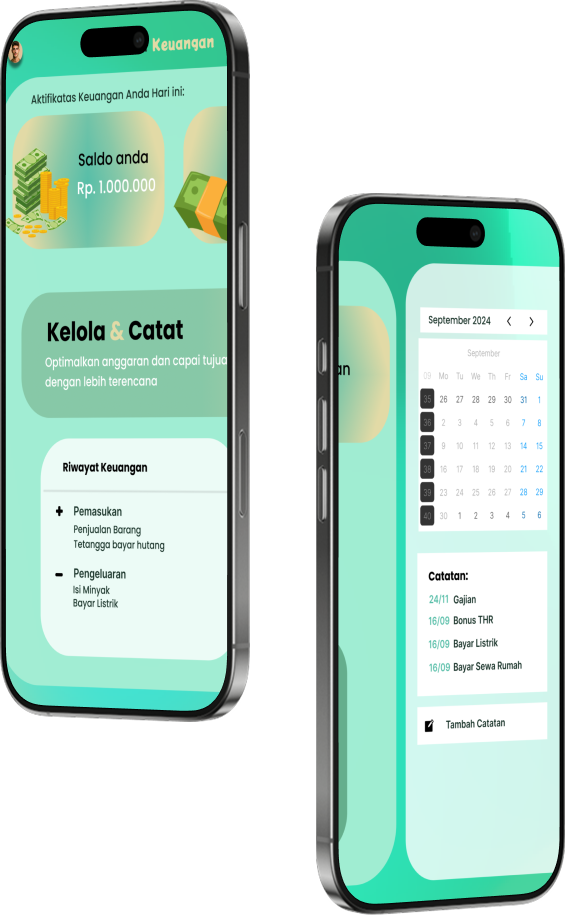 Keuangan
Aktifikatas Keuangan Anda Hari ini:
Saldo anda
Rp. 1.000.000
Kelola & Catat
Optimalkan anggaran dan capai tujua
dengan lebih terencana
Riwayat Keuangan
+ Pemasukan
Penjualan Barang
Tetangga bayar hutang
- Pengeluaran
Isi Minyak
Bayar Listrik
an
September 2024 < >
September
09 Mo Tu We Th Fr Sa Su
35 26 27 28 29 30 31 1
36 2 3 4 5 6 7 8
37 9 10 11 12 13 14 15
38 16 17 18 19 20 21 22
39 23 24 25 26 27 28 29
40 30 1 2 3 4 5 6
Catatan:
24/11 Gajian
16/09 Bonus THR
16/09 Bayar Listrik
16/09 Bayar Sewa Rumah
Tambah Catatan